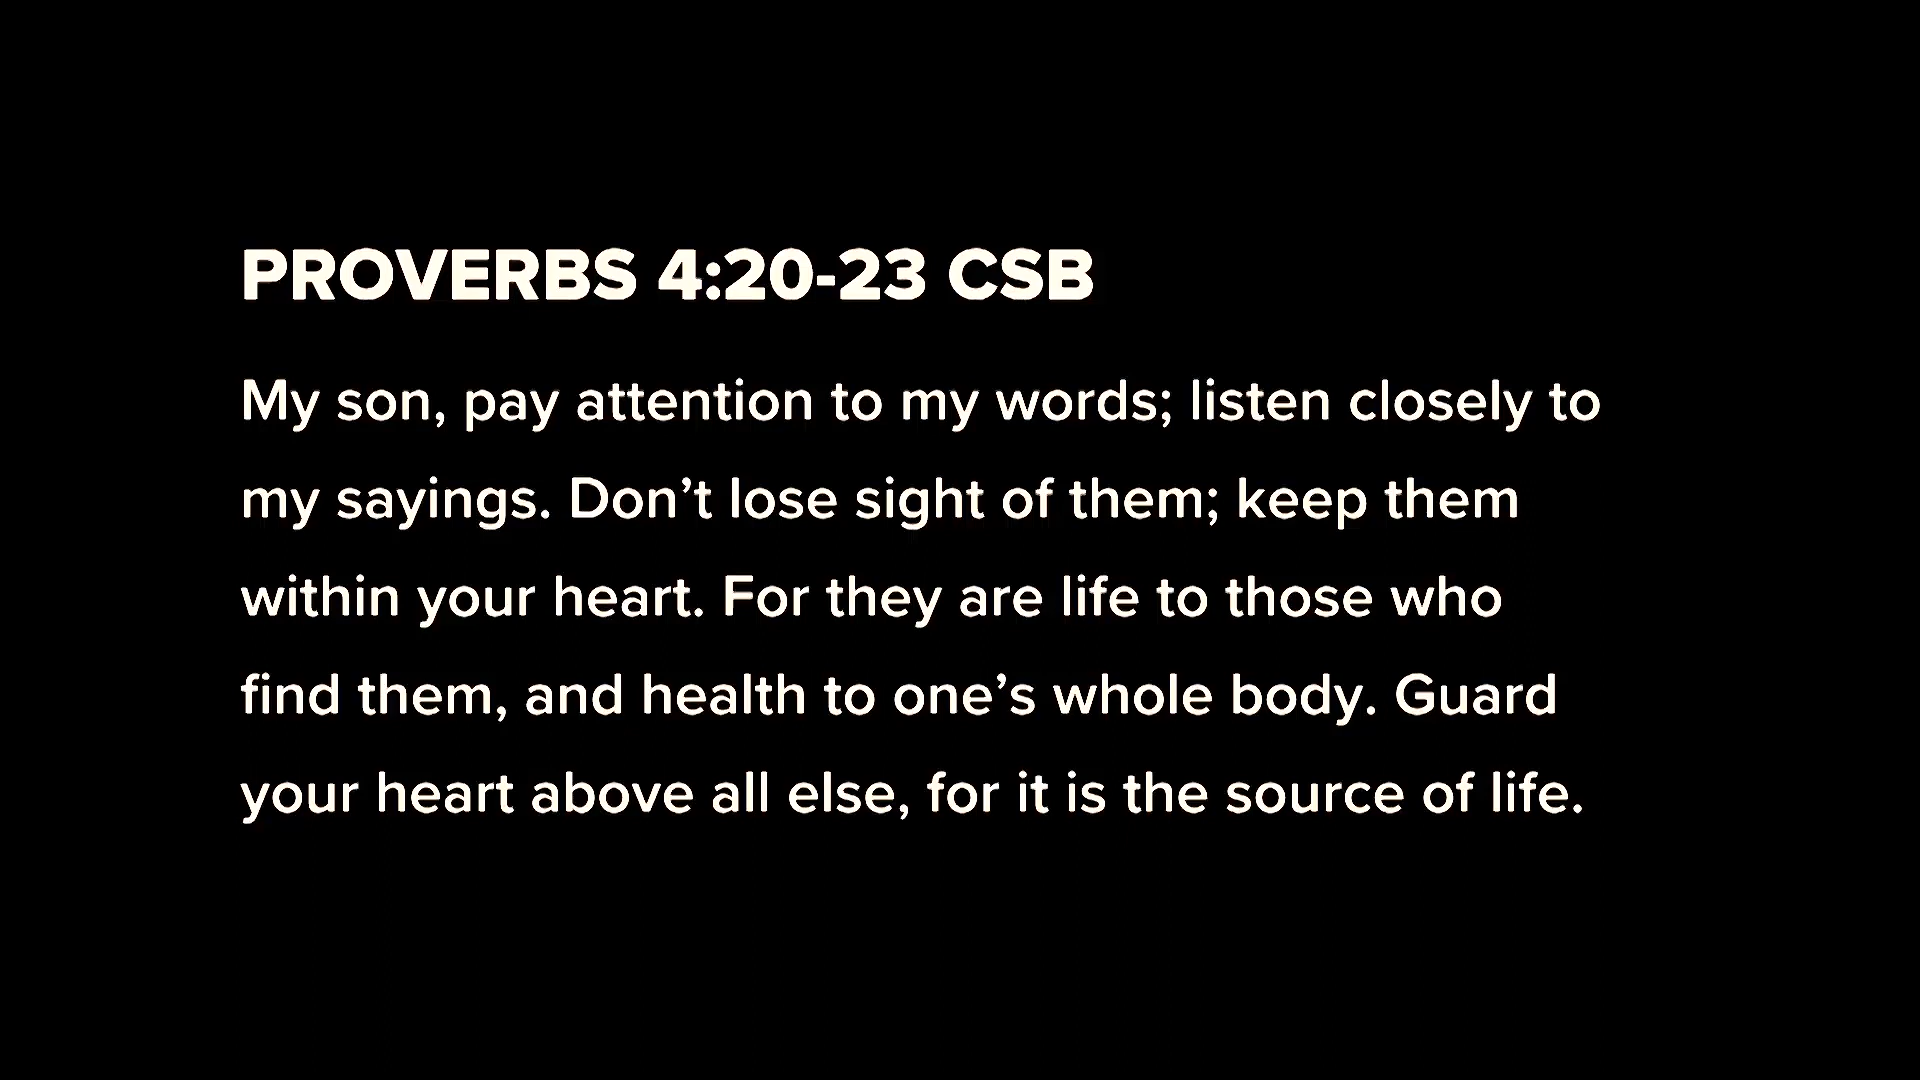 PROVERBS 4:20-23 CSB
My son, pay attention to my words; listen closely to
my sayings. Don’t lose sight of them; keep them
within your heart. For they are life to those who
find them, and health to one’s whole body. Guard
your heart above all else, for it is the source of life.